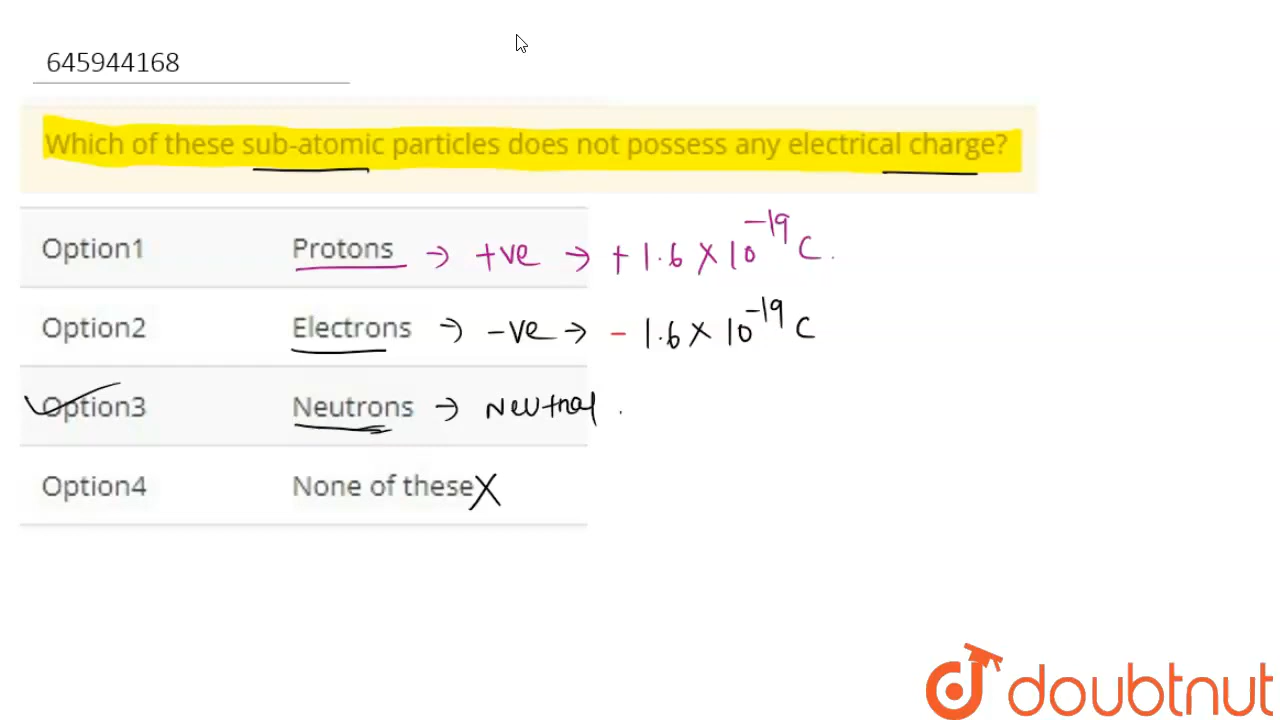 645944168
Which of these sub-atomic particles does not possess any electrical charge?
Option1 Protons → +ve → + 1.6 × 10⁻¹⁹ C.
Option2 Electrons → -ve → - 1.6 × 10⁻¹⁹ C
Option3 Neutrons → Neutral .
Option4 None of these X
doubtnut